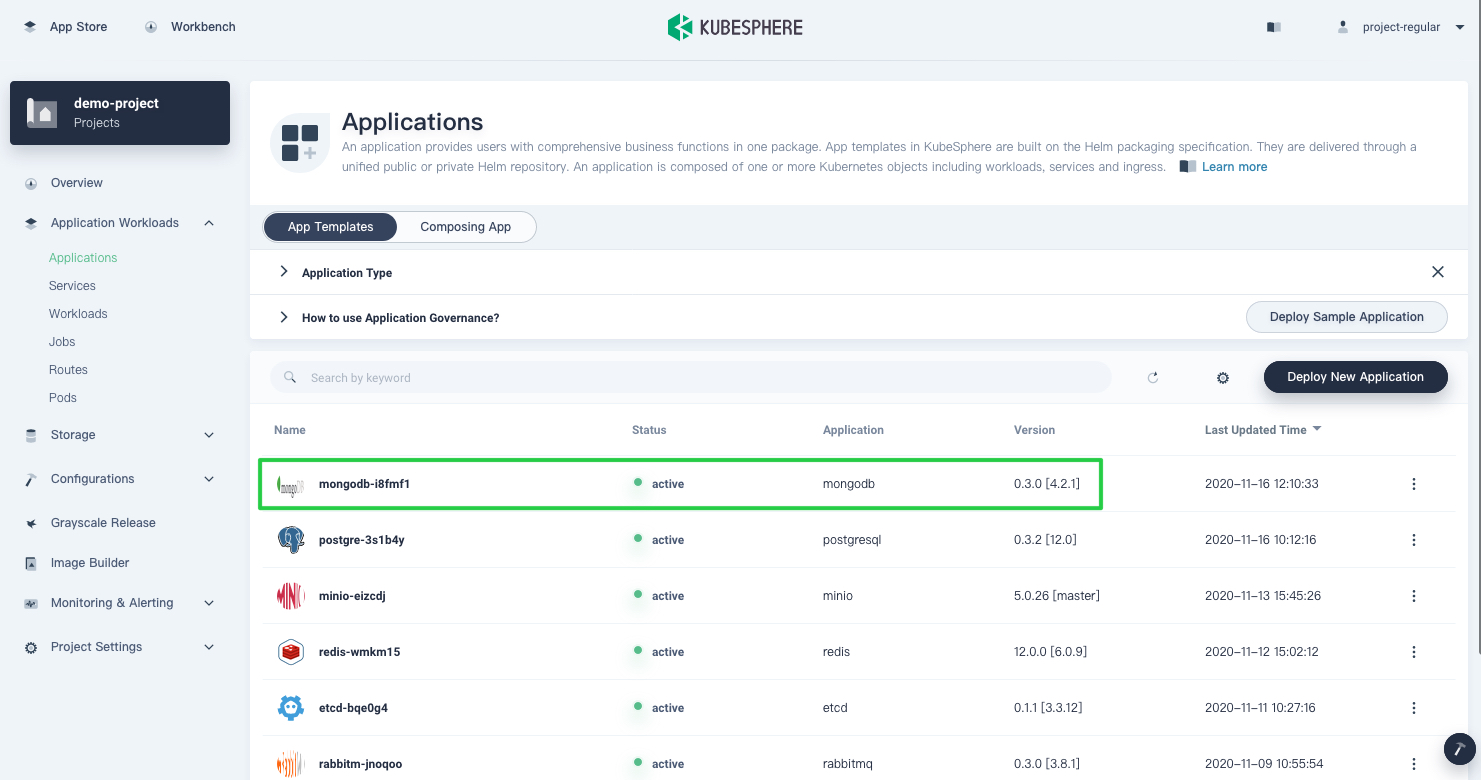 App Store
Workbench
KUBESPHERE
project-regular
demo-project
Projects
Overview
Application Workloads
Applications
Services
Workloads
Jobs
Routes
Pods
Storage
Configurations
Grayscale Release
Image Builder
Monitoring & Alerting
Project Settings
Applications
An application provides users with comprehensive business functions in one package. App templates in KubeSphere are built on the Helm packaging specification. They are delivered through a
unified public or private Helm repository. An application is composed of one or more Kubernetes objects including workloads, services and ingress. Learn more
App Templates Composing App
Application Type
How to use Application Governance? Deploy Sample Application
Search by keyword Deploy New Application
Name Status Application Version Last Updated Time
mongoDB mongodb-i8fmf1 active mongodb 0.3.0 [4.2.1] 2020-11-16 12:10:33
postgre-3s1b4y active postgresql 0.3.2 [12.0] 2020-11-16 10:12:16
MINIO minio-eizcdj active minio 5.0.26 [master] 2020-11-13 15:45:26
redis-wmkm15 active redis 12.0.0 [6.0.9] 2020-11-12 15:02:12
etcd-bqe0g4 active etcd 0.1.1 [3.3.12] 2020-11-11 10:27:16
rabbitm-jnoqoo active rabbitmq 0.3.0 [3.8.1] 2020-11-09 10:55:54